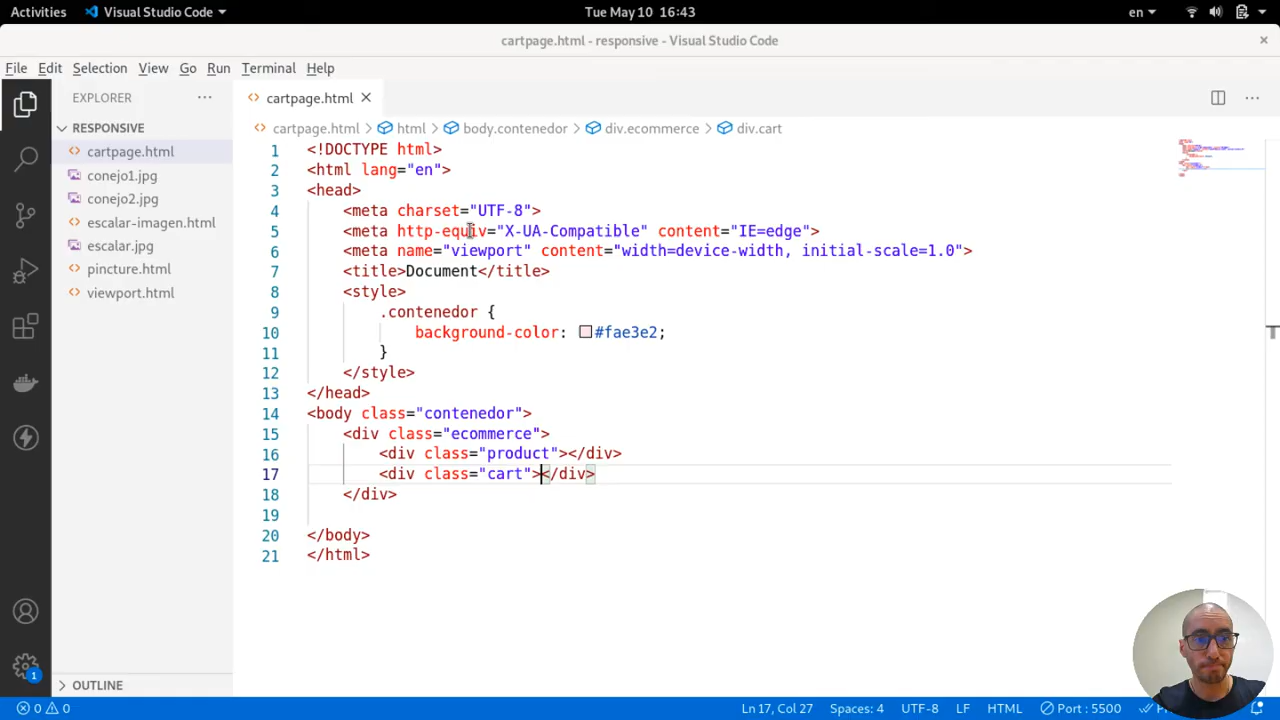 Activities Visual Studio Code Tue May 10 16:43 en
cartpage.html - responsive - Visual Studio Code
File Edit Selection View Go Run Terminal Help
EXPLORER
RESPONSIVE
cartpage.html
conejo1.jpg
conejo2.jpg
escalar-imagen.html
escalar.jpg
pincture.html
viewport.html
OUTLINE
1
cartpage.html
cartpage.html html body.contenedor div.ecommerce div.cart
1 <!DOCTYPE html>
2 <html lang="en">
3 <head>
4 <meta charset="UTF-8">
5 <meta http-equiv="X-UA-Compatible" content="IE=edge">
6 <meta name="viewport" content="width=device-width, initial-scale=1.0">
7 <title>Document</title>
8 <style>
9 .contenedor {
10 background-color: #fae3e2;
11 }
12 </style>
13 </head>
14 <body class="contenedor">
15 <div class="ecommerce">
16 <div class="product"></div>
17 <div class="cart"></div>
18 </div>
19
20 </body>
21 </html>
0 0 Ln 17, Col 27 Spaces: 4 UTF-8 LF HTML Port : 5500